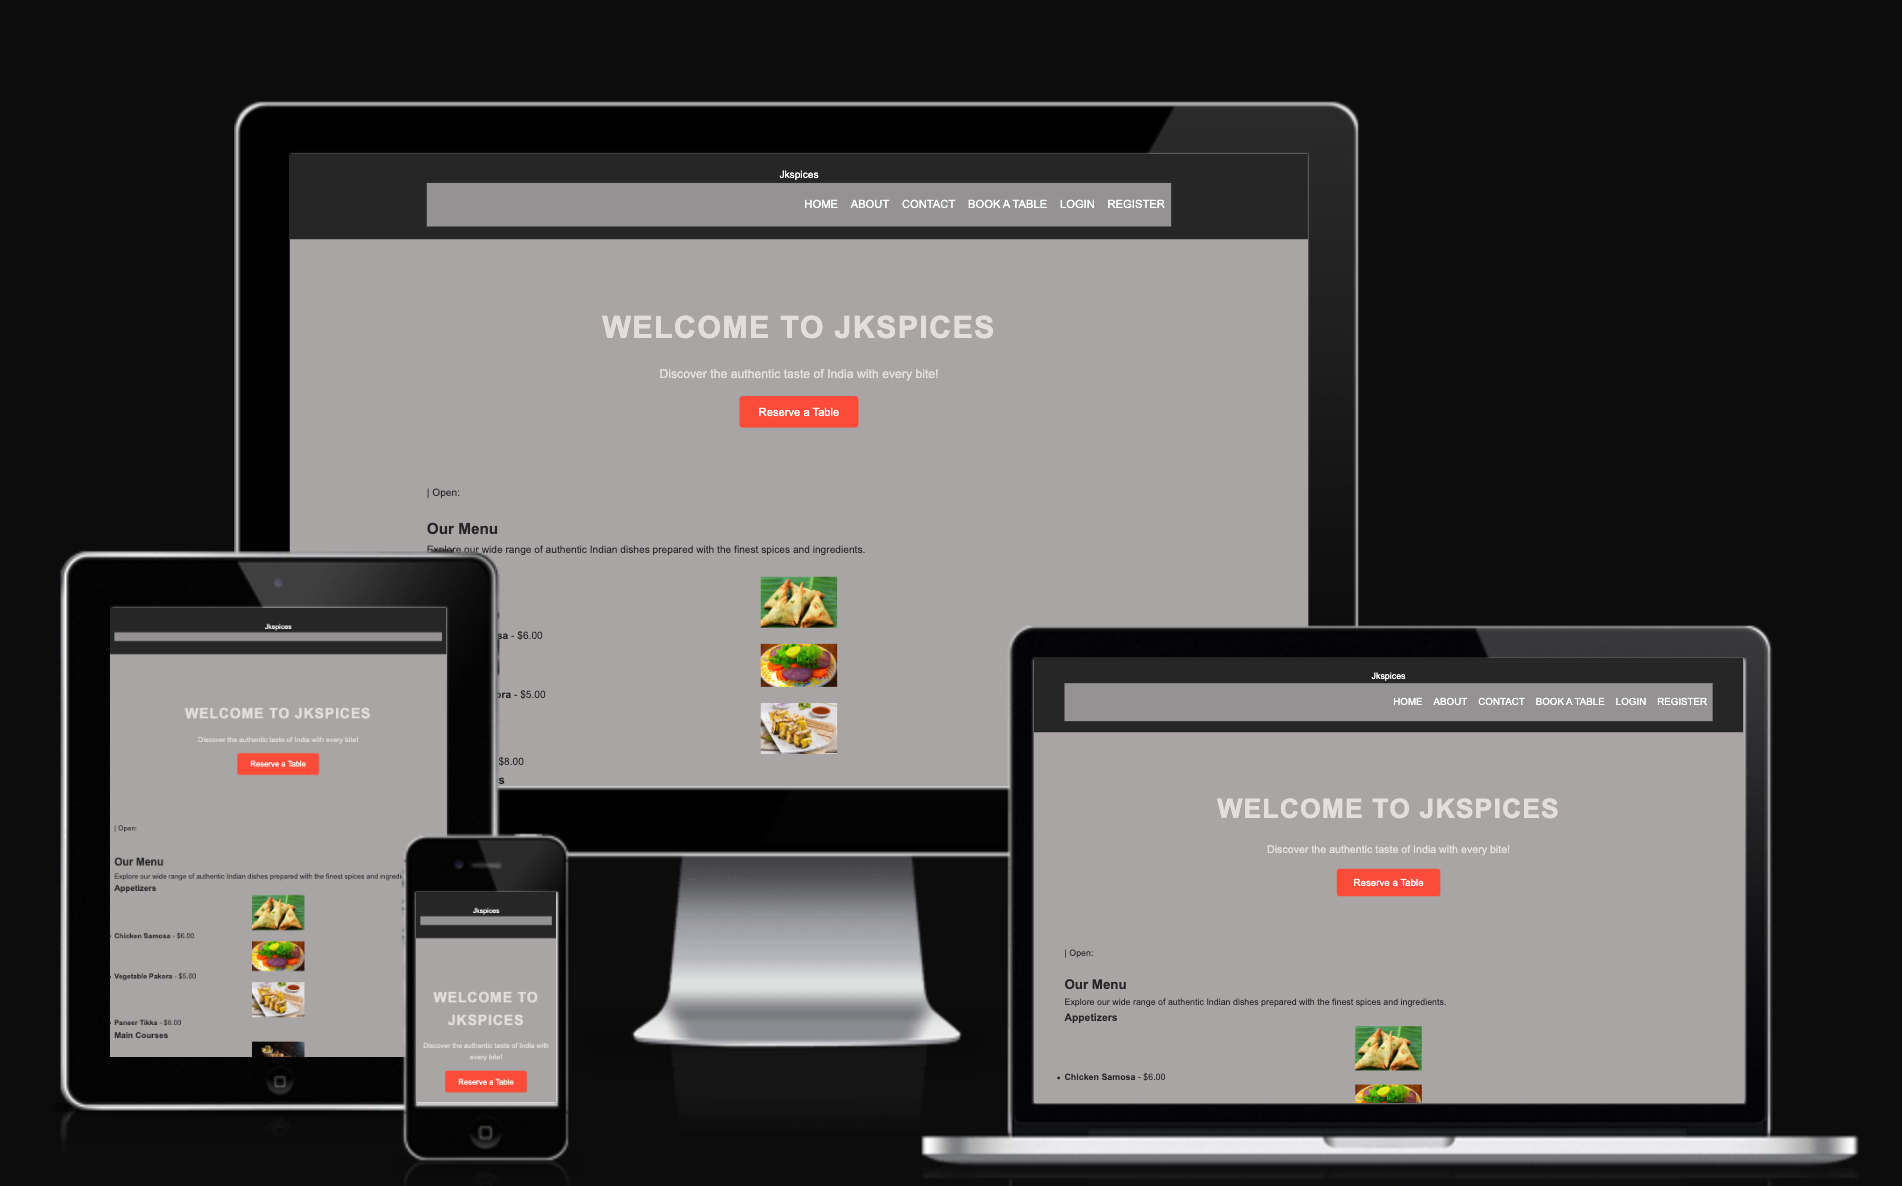 Jkspices
HOME ABOUT CONTACT BOOK A TABLE LOGIN REGISTER
WELCOME TO JKSPICES
Discover the authentic taste of India with every bite!
Reserve a Table
| Open:
Our Menu
Explore our wide range of authentic Indian dishes prepared with the finest spices and ingredients.
sa - $6.00
ora - $5.00
$8.00
s
Jkspices
WELCOME TO JKSPICES
Discover the authentic taste of India with every bite!
Reserve a Table
| Open:
Our Menu
Explore our wide range of authentic Indian dishes prepared with the finest spices and ingredi
Appetizers
Chicken Samosa - $6.00
Vegetable Pakora - $5.00
Paneer Tikka - $8.00
Main Courses
Jkspices
WELCOME TO
JKSPICES
Discover the authentic taste of India with
every bite!
Reserve a Table
Jkspices
HOME ABOUT CONTACT BOOK A TABLE LOGIN REGISTER
WELCOME TO JKSPICES
Discover the authentic taste of India with every bite!
Reserve a Table
| Open:
Our Menu
Explore our wide range of authentic Indian dishes prepared with the finest spices and ingredients.
Appetizers
• Chicken Samosa - $6.00